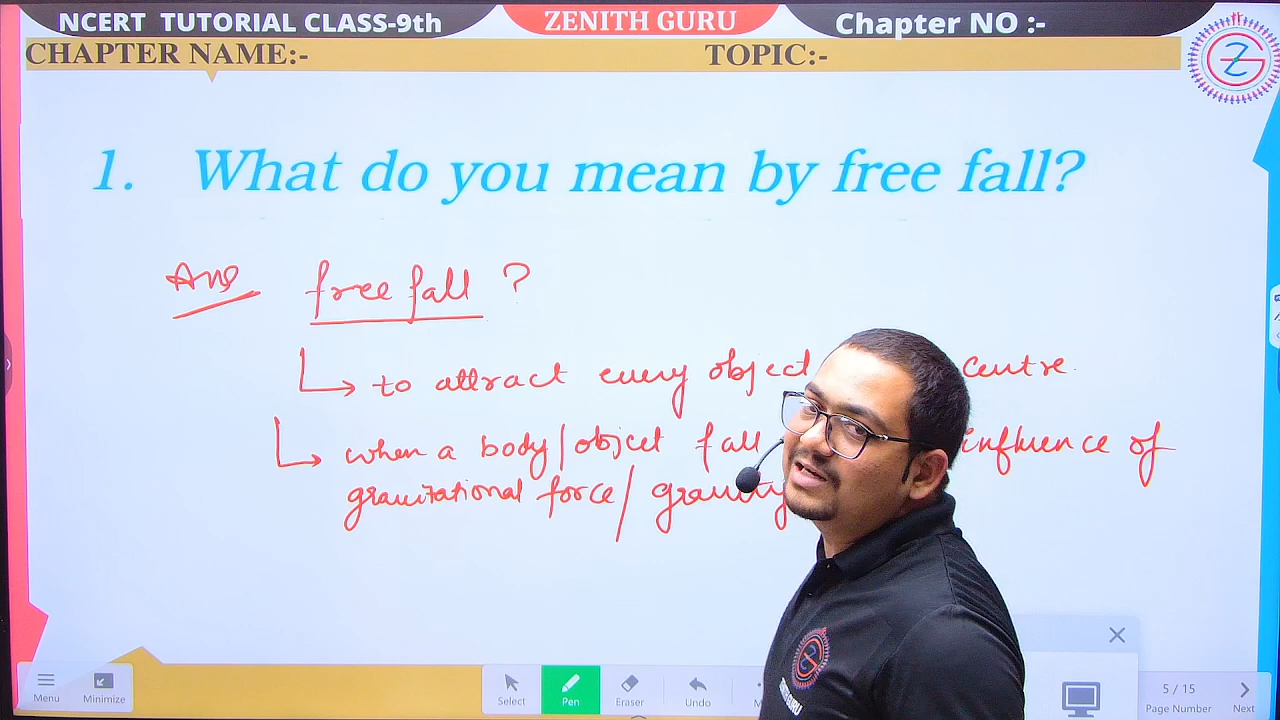 NCERT TUTORIAL CLASS-9th
ZENITH GURU
Chapter NO :-
CHAPTER NAME:-
TOPIC:-
1. What do you mean by free fall?
Ans free fall ?
to attract every object centre
when a body/object fall influence of
gravitational force/ gravity
Menu
Minimize
Select
Pen
Eraser
Undo
5 / 15
Page Number
Next